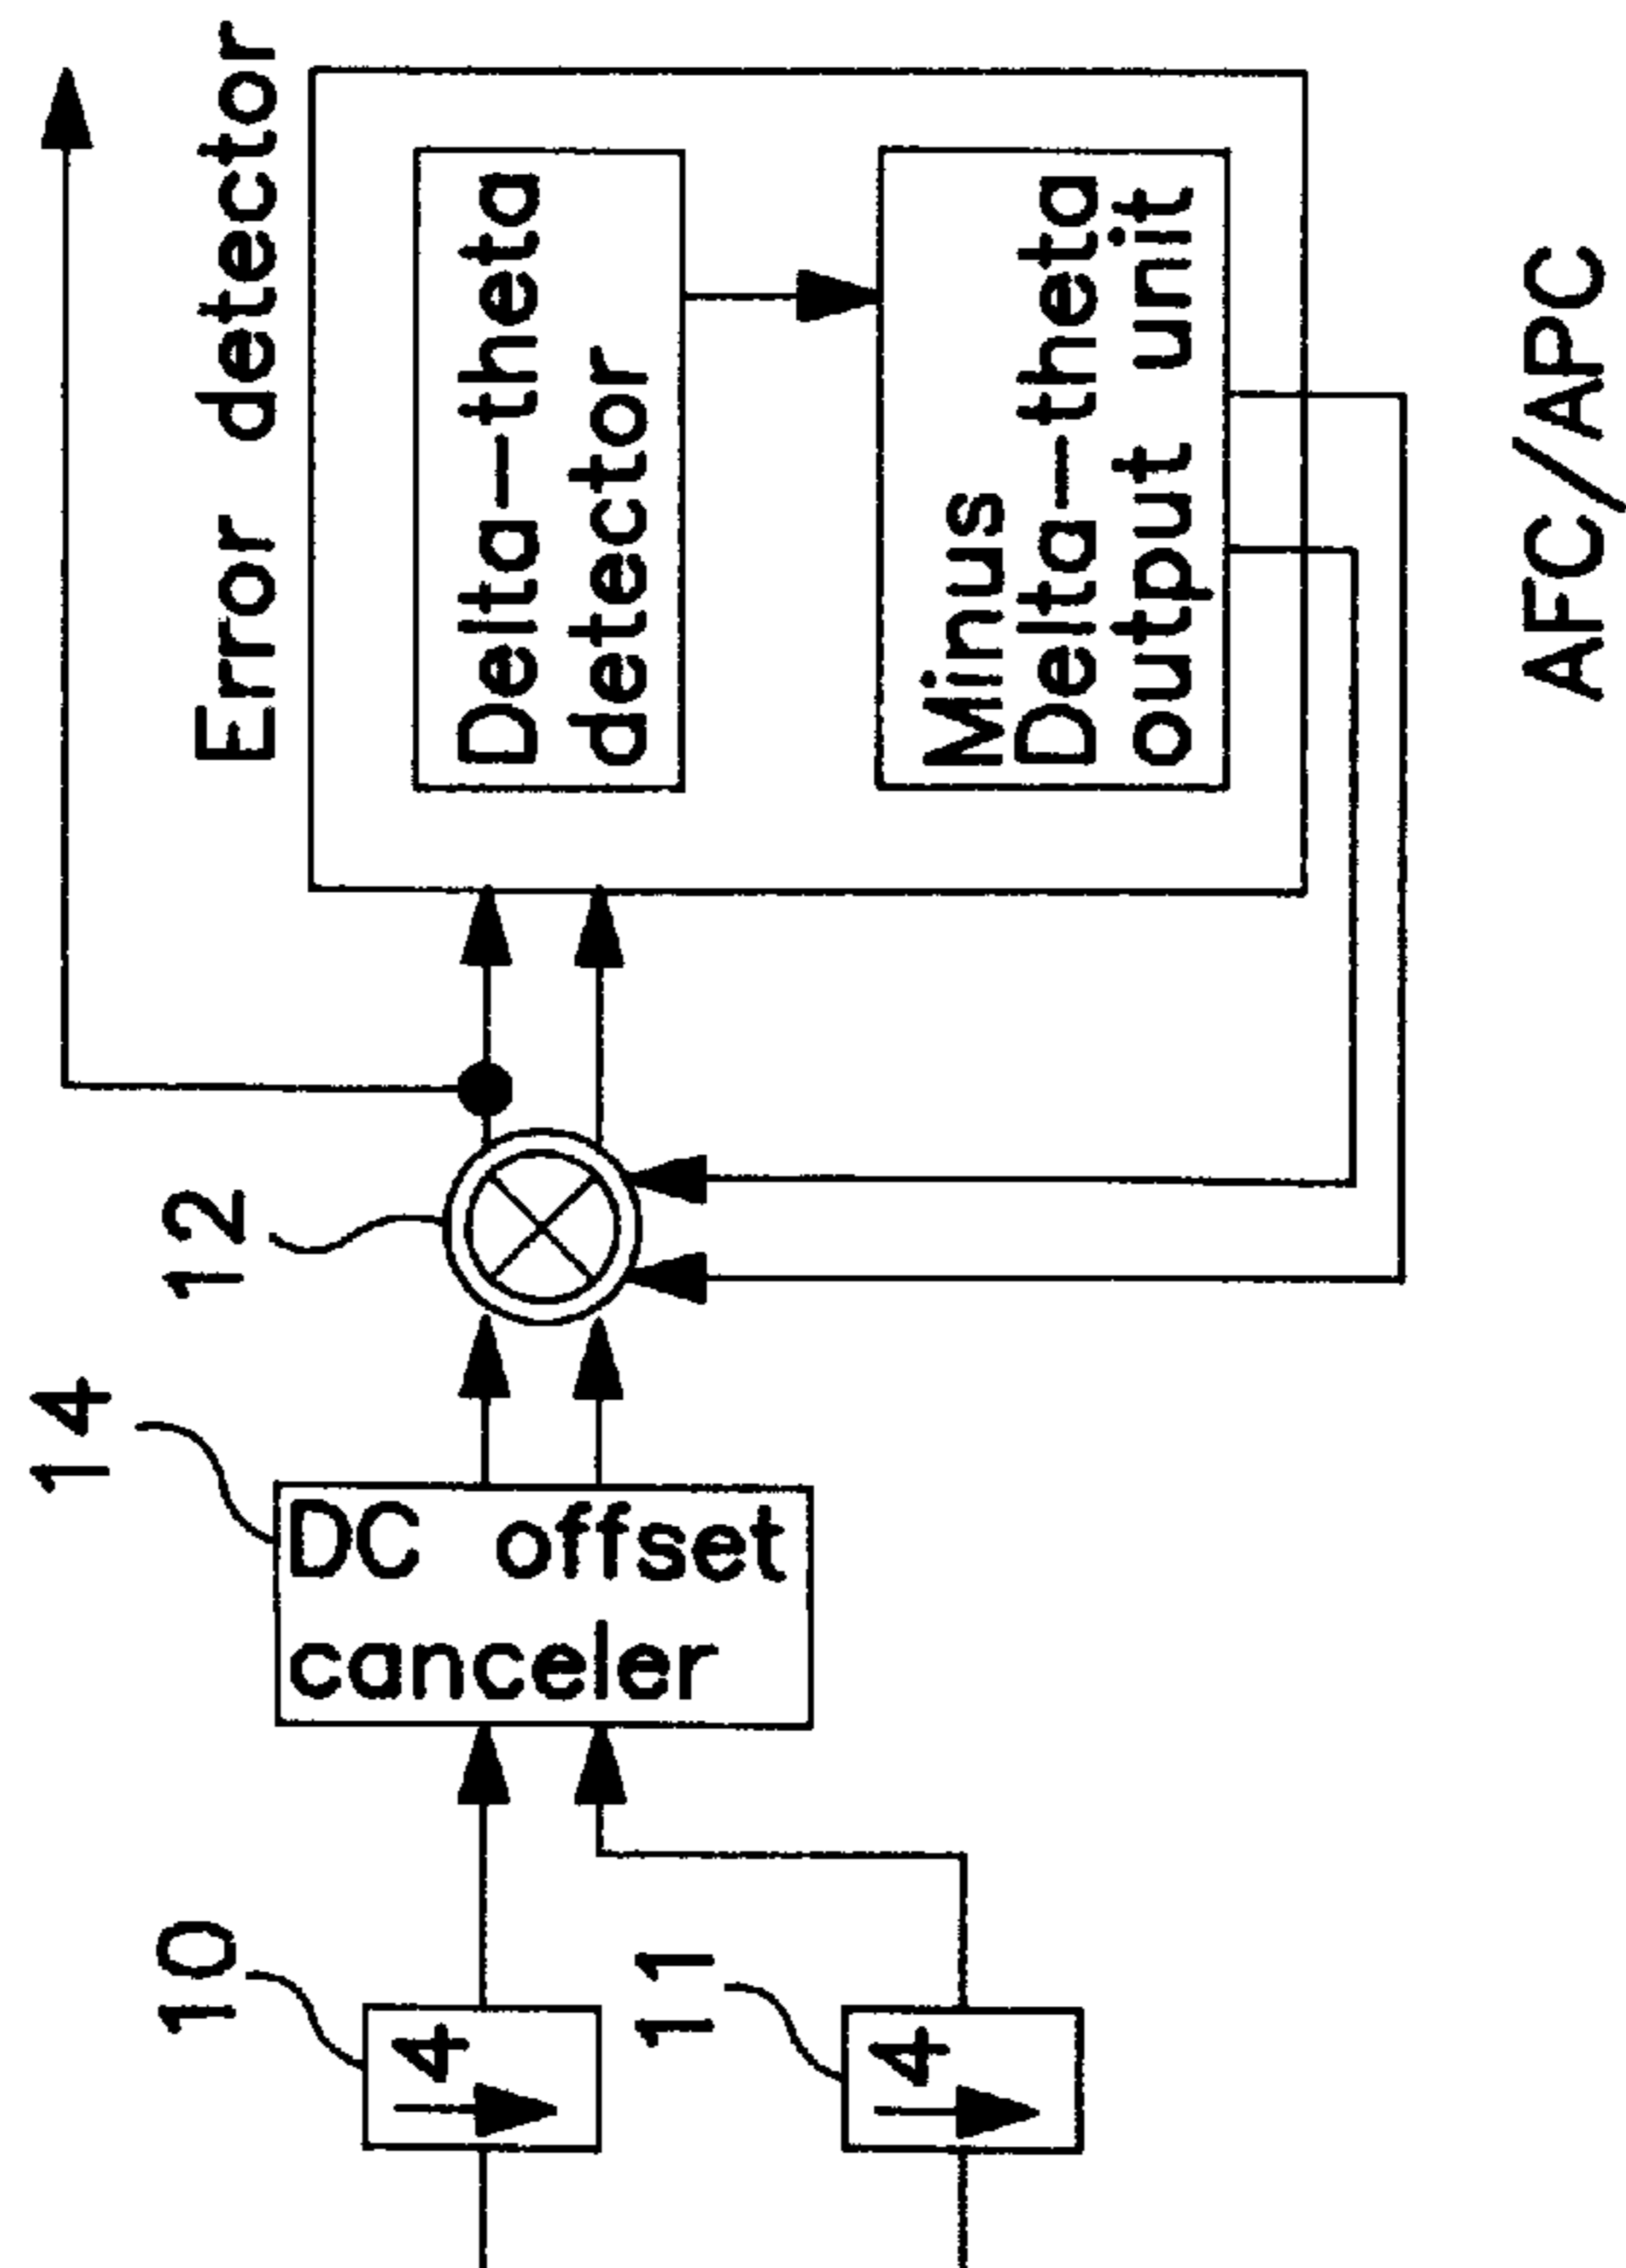 Error detector
Delta-theta
detector
Minus
Delta-theta
output unit
AFC/APC
12
14
DC offset
canceler
10
4
11
4